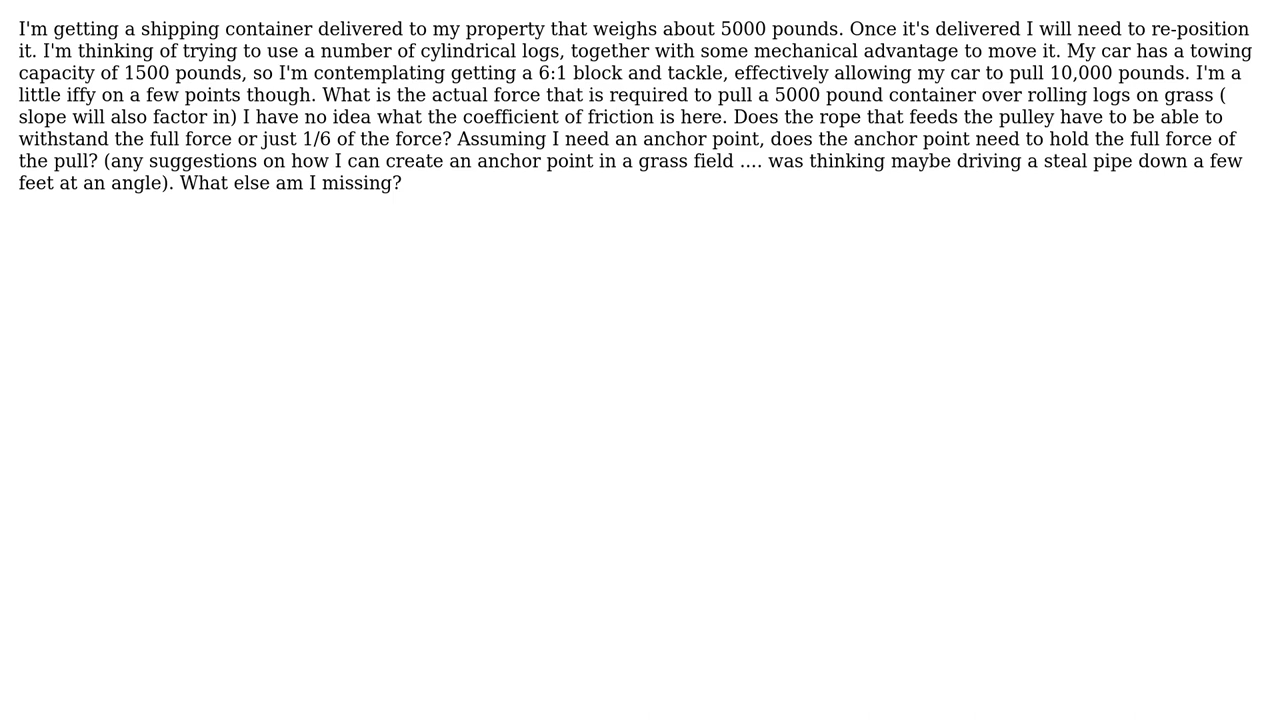 I'm getting a shipping container delivered to my property that weighs about 5000 pounds. Once it's delivered I will need to re-position
it. I'm thinking of trying to use a number of cylindrical logs, together with some mechanical advantage to move it. My car has a towing
capacity of 1500 pounds, so I'm contemplating getting a 6:1 block and tackle, effectively allowing my car to pull 10,000 pounds. I'm a
little iffy on a few points though. What is the actual force that is required to pull a 5000 pound container over rolling logs on grass (
slope will also factor in) I have no idea what the coefficient of friction is here. Does the rope that feeds the pulley have to be able to
withstand the full force or just 1/6 of the force? Assuming I need an anchor point, does the anchor point need to hold the full force of
the pull? (any suggestions on how I can create an anchor point in a grass field .... was thinking maybe driving a steal pipe down a few
feet at an angle). What else am I missing?